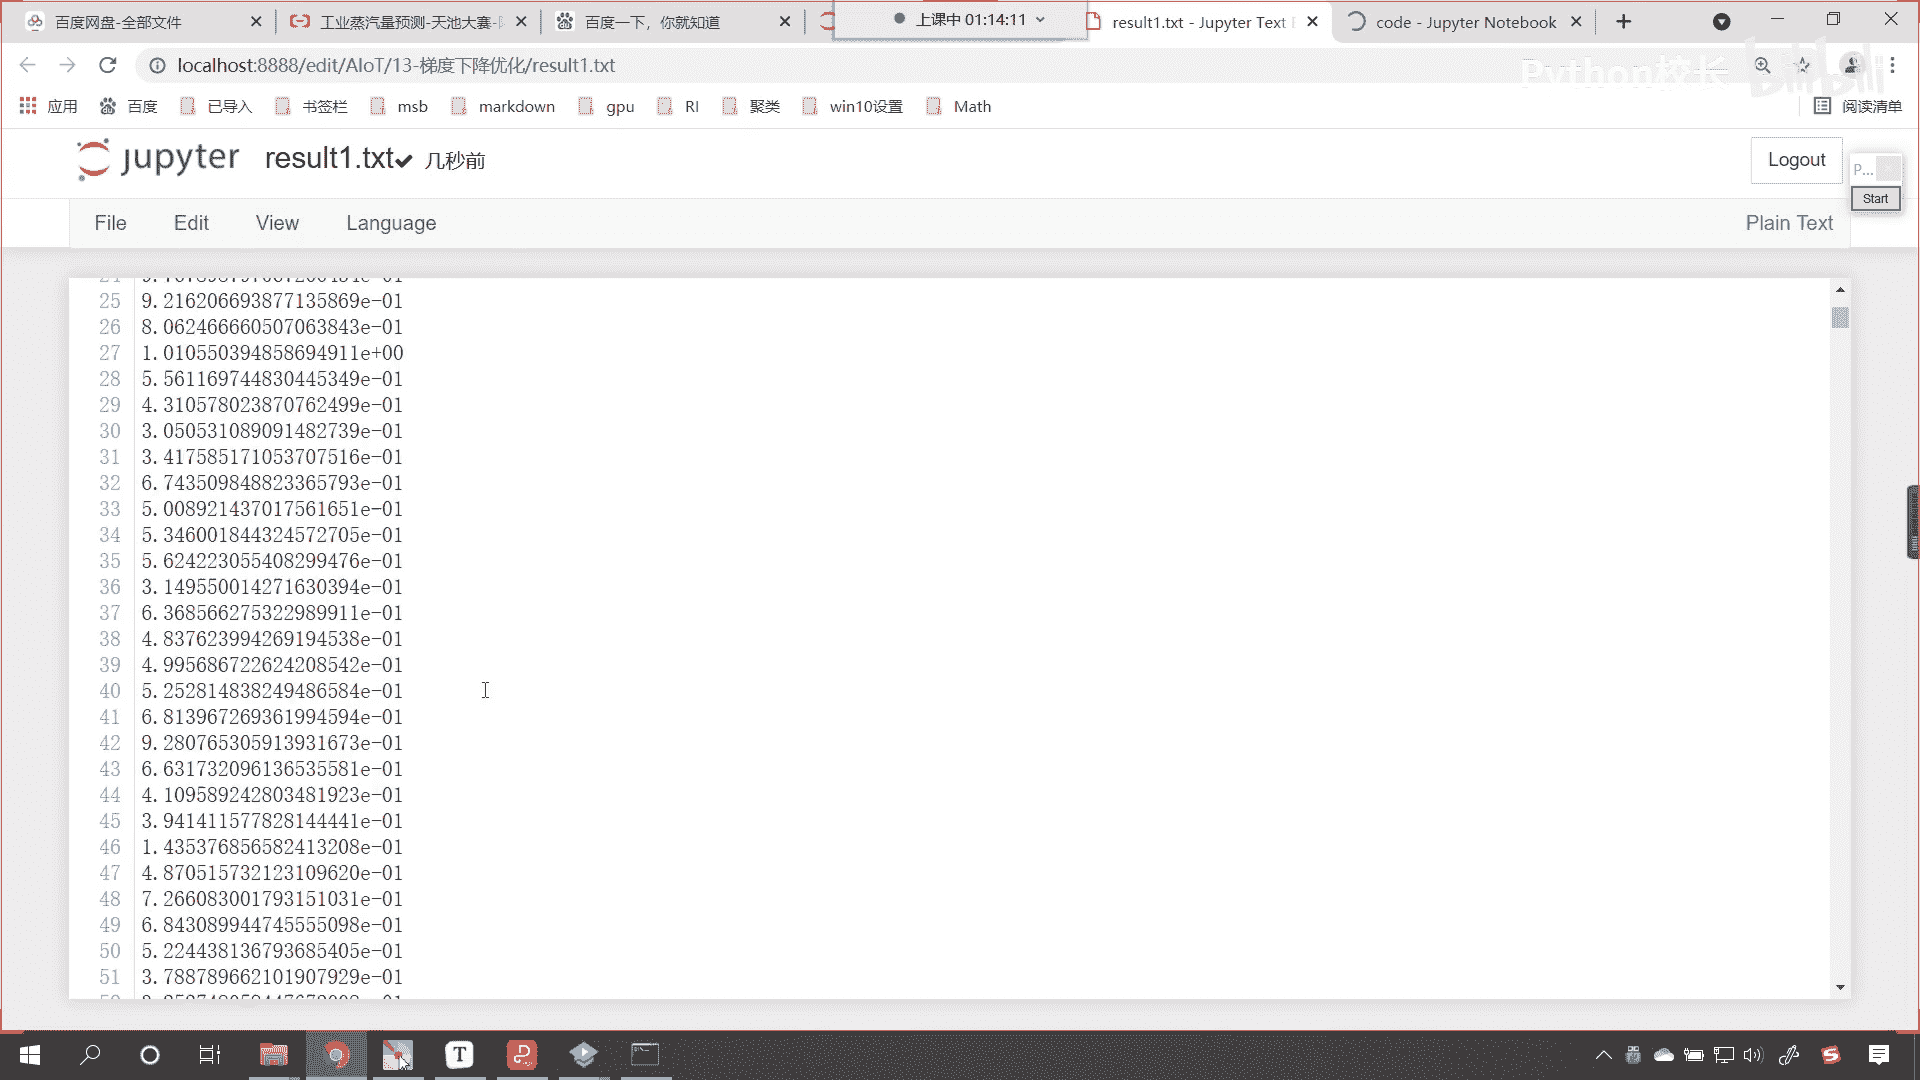 百度网盘-全部文件
工业蒸汽量预测-天池大赛-
百度一下，你就知道
上课中 01:14:11
result1.txt - Jupyter Text E
code - Jupyter Notebook
localhost:8888/edit/AIoT/13-梯度下降优化/result1.txt
Python校长
bilibili
应用
百度
已导入
书签栏
msb
markdown
gpu
RI
聚类
win10设置
Math
阅读清单
jupyter
result1.txt
几秒前
Logout
P...
Start
File
Edit
View
Language
Plain Text
25 9.216206693877135869e-01
26 8.062466660507063843e-01
27 1.010550394858694911e+00
28 5.561169744830445349e-01
29 4.310578023870762499e-01
30 3.050531089091482739e-01
31 3.417585171053707516e-01
32 6.743509848823365793e-01
33 5.008921437017561651e-01
34 5.346001844324572705e-01
35 5.624223055408299476e-01
36 3.149550014271630394e-01
37 6.368566275322989911e-01
38 4.837623994269194538e-01
39 4.995686722624208542e-01
40 5.252814838249486584e-01
41 6.813967269361994594e-01
42 9.280765305913931673e-01
43 6.631732096136535581e-01
44 4.109589242803481923e-01
45 3.941411577828144441e-01
46 1.435376856582413208e-01
47 4.870515732123109620e-01
48 7.266083001793151031e-01
49 6.843089944745555098e-01
50 5.224438136793685405e-01
51 3.788789662101907929e-01